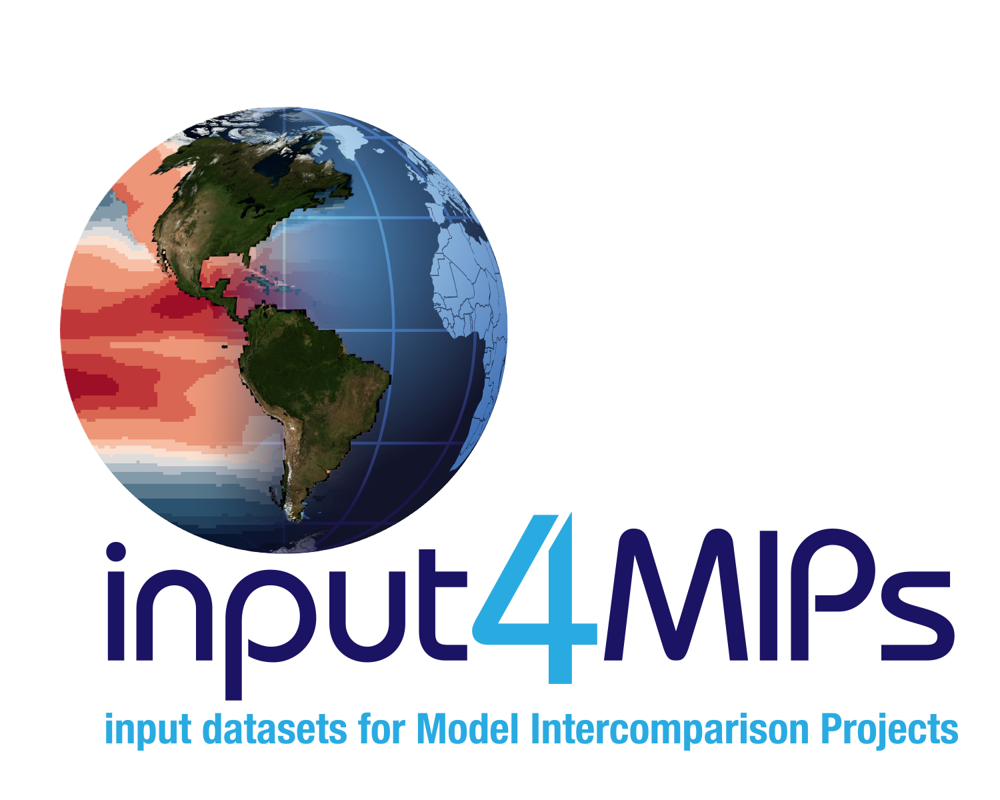 input4MIPs
input datasets for Model Intercomparison Projects